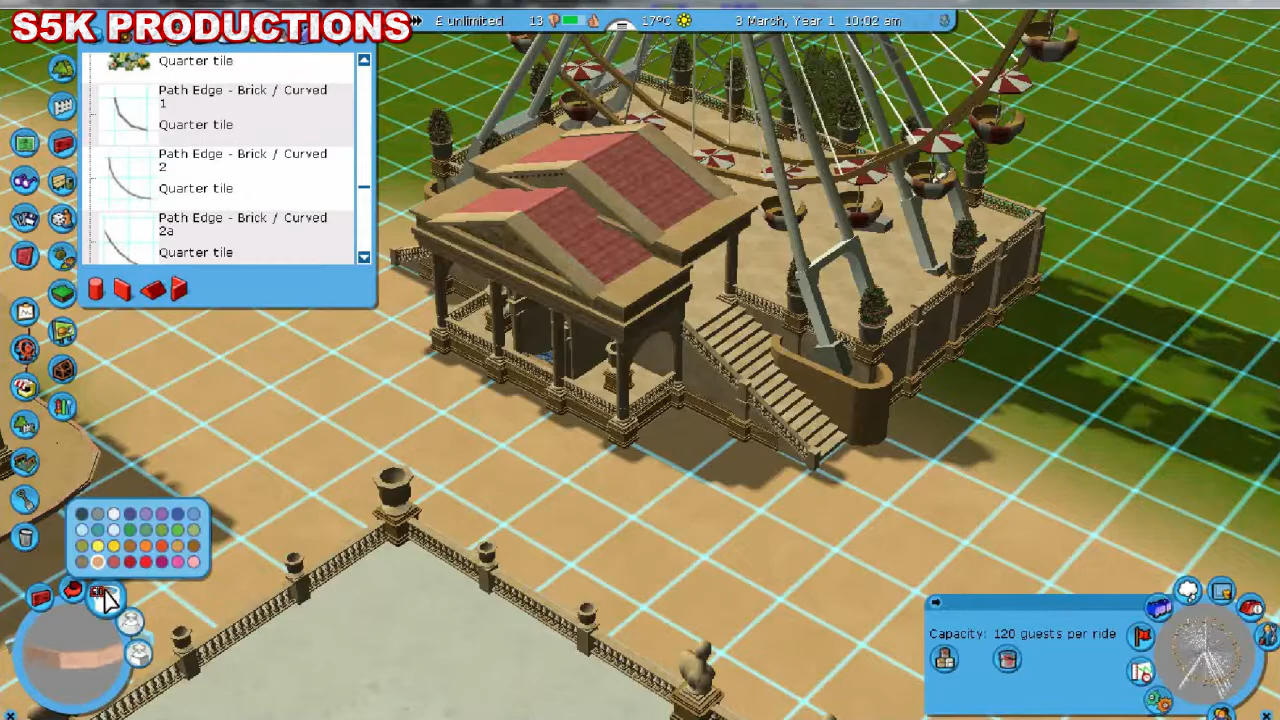 S5K PRODUCTIONS
£ unlimited 13 17ºC 3 March, Year 1 10:02 am
Quarter tile
Path Edge - Brick / Curved
1
Quarter tile
Path Edge - Brick / Curved
2
Quarter tile
Path Edge - Brick / Curved
2a
Quarter tile
Capacity: 120 guests per ride